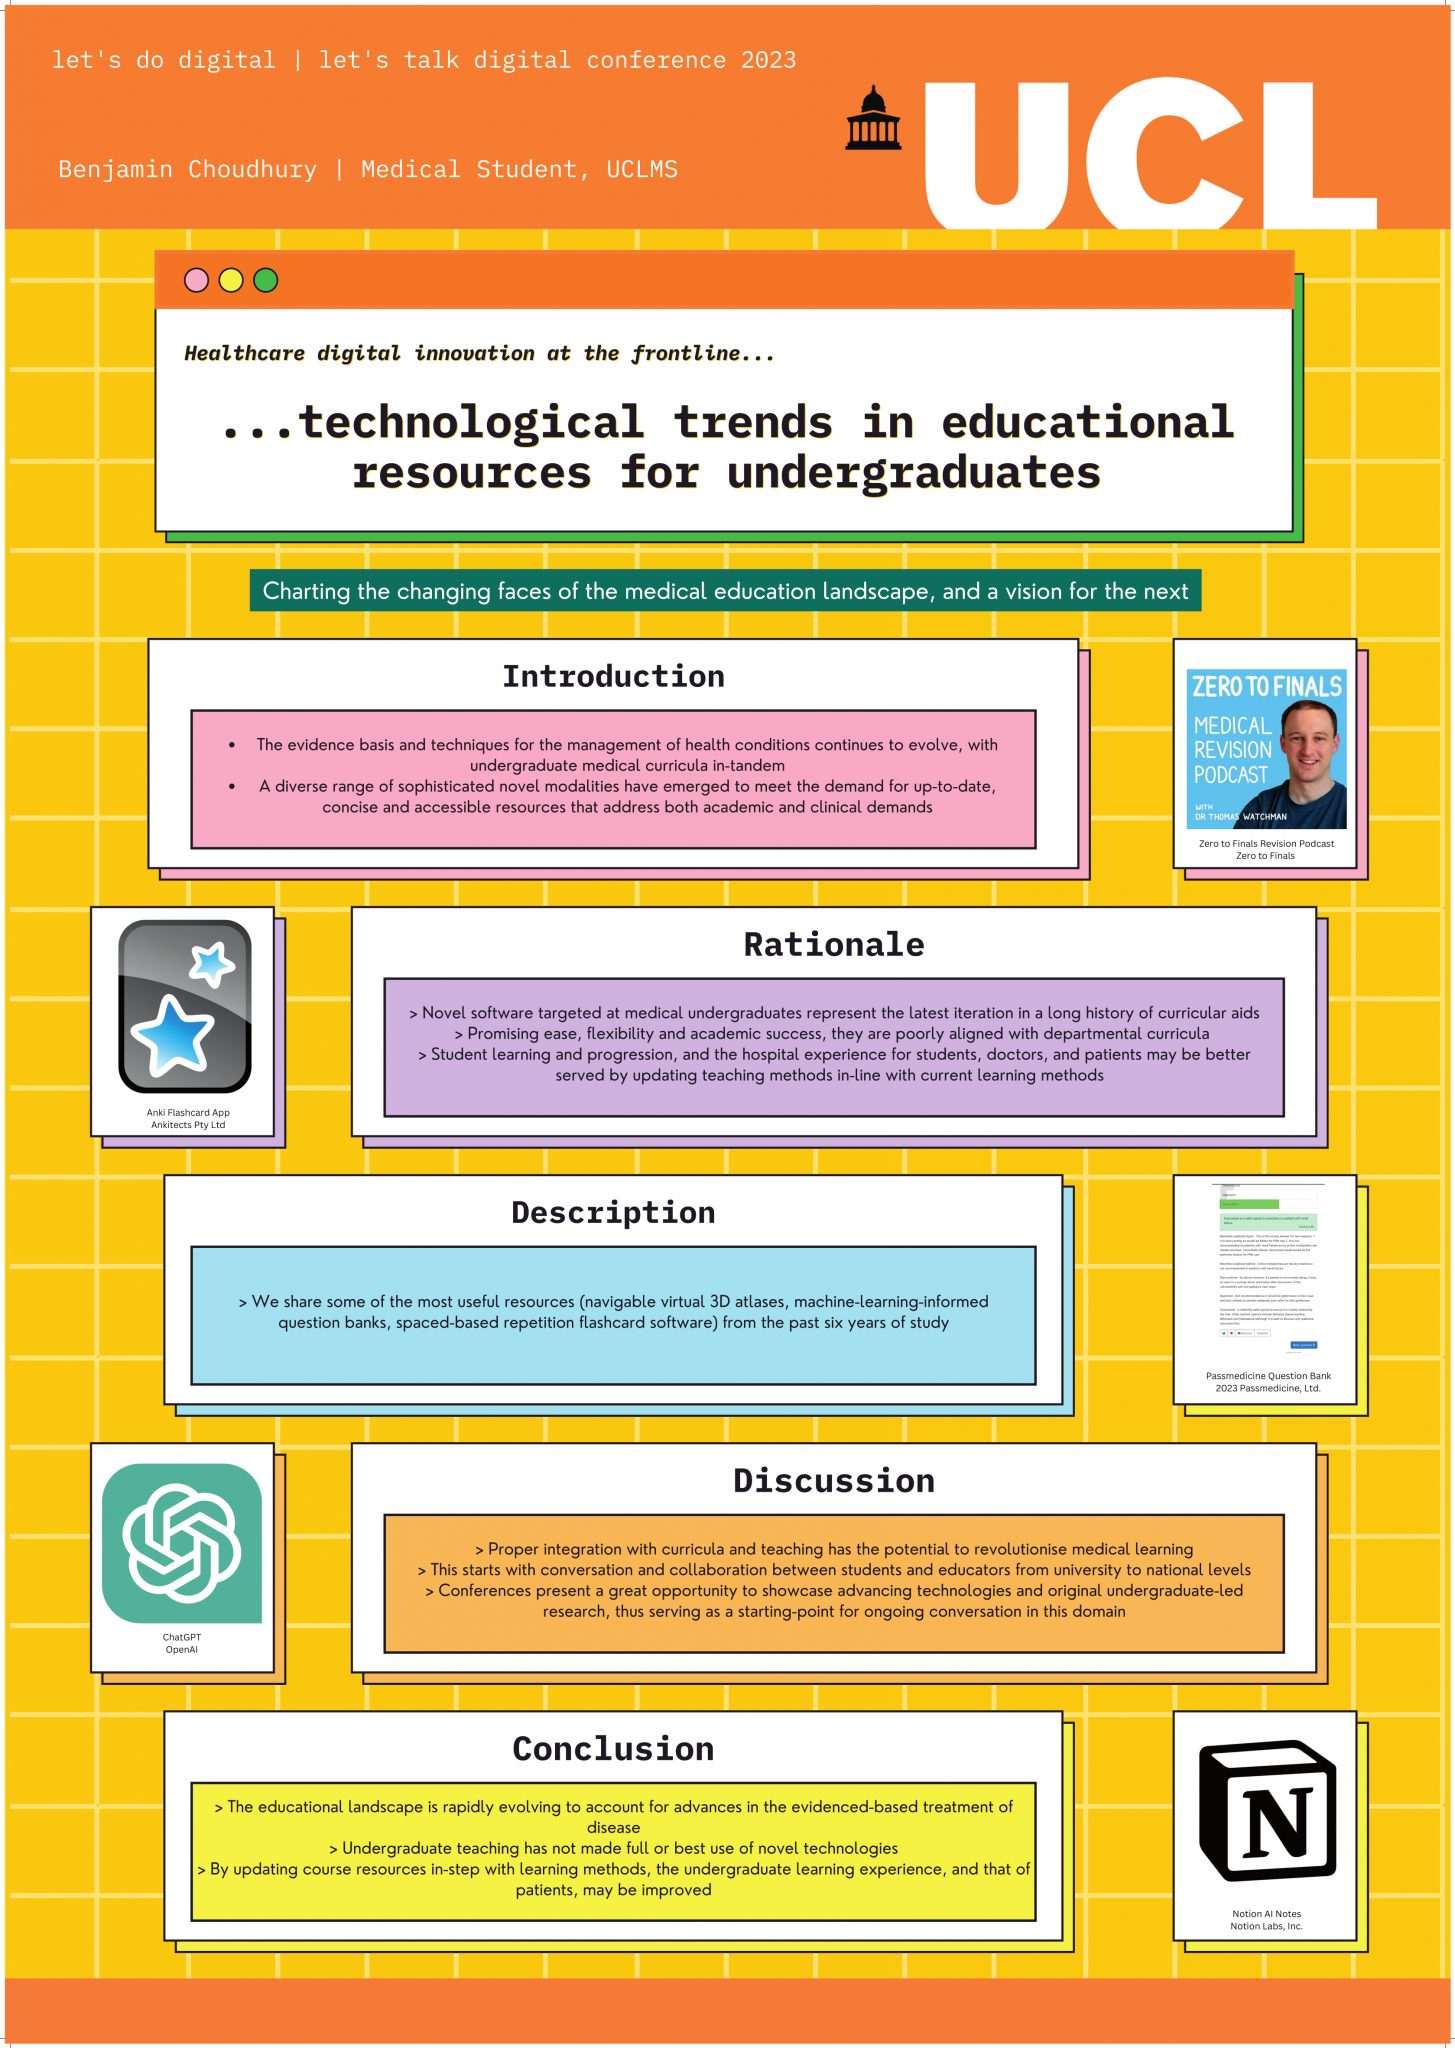 let's do digital | let's talk digital conference 2023
UCL
Benjamin Choudhury | Medical Student, UCLMS
Healthcare digital innovation at the frontline...
...technological trends in educational
resources for undergraduates
Charting the changing faces of the medical education landscape, and a vision for the next
Introduction
• The evidence basis and techniques for the management of health conditions continues to evolve, with
undergraduate medical curricula in-tandem
• A diverse range of sophisticated novel modalities have emerged to meet the demand for up-to-date,
concise and accessible resources that address both academic and clinical demands
ZERO TO FINALS
MEDICAL
REVISION
PODCAST
WITH
DR THOMAS WATCHMAN
Zero to Finals Revision Podcast
Zero to Finals
Anki Flashcard App
Ankitects Pty Ltd
Rationale
> Novel software targeted at medical undergraduates represent the latest iteration in a long history of curricular aids
> Promising ease, flexibility and academic success, they are poorly aligned with departmental curricula
> Student learning and progression, and the hospital experience for students, doctors, and patients may be better
served by updating teaching methods in-line with current learning methods
Description
> We share some of the most useful resources (navigable virtual 3D atlases, machine-learning-informed
question banks, spaced-based repetition flashcard software) from the past six years of study
Passmedicine Question Bank
2023 Passmedicine, Ltd.
ChatGPT
OpenAI
Discussion
> Proper integration with curricula and teaching has the potential to revolutionise medical learning
> This starts with conversation and collaboration between students and educators from university to national levels
> Conferences present a great opportunity to showcase advancing technologies and original undergraduate-led
research, thus serving as a starting-point for ongoing conversation in this domain
Conclusion
> The educational landscape is rapidly evolving to account for advances in the evidenced-based treatment of
disease
> Undergraduate teaching has not made full or best use of novel technologies
> By updating course resources in-step with learning methods, the undergraduate learning experience, and that of
patients, may be improved
N
Notion AI Notes
Notion Labs, Inc.